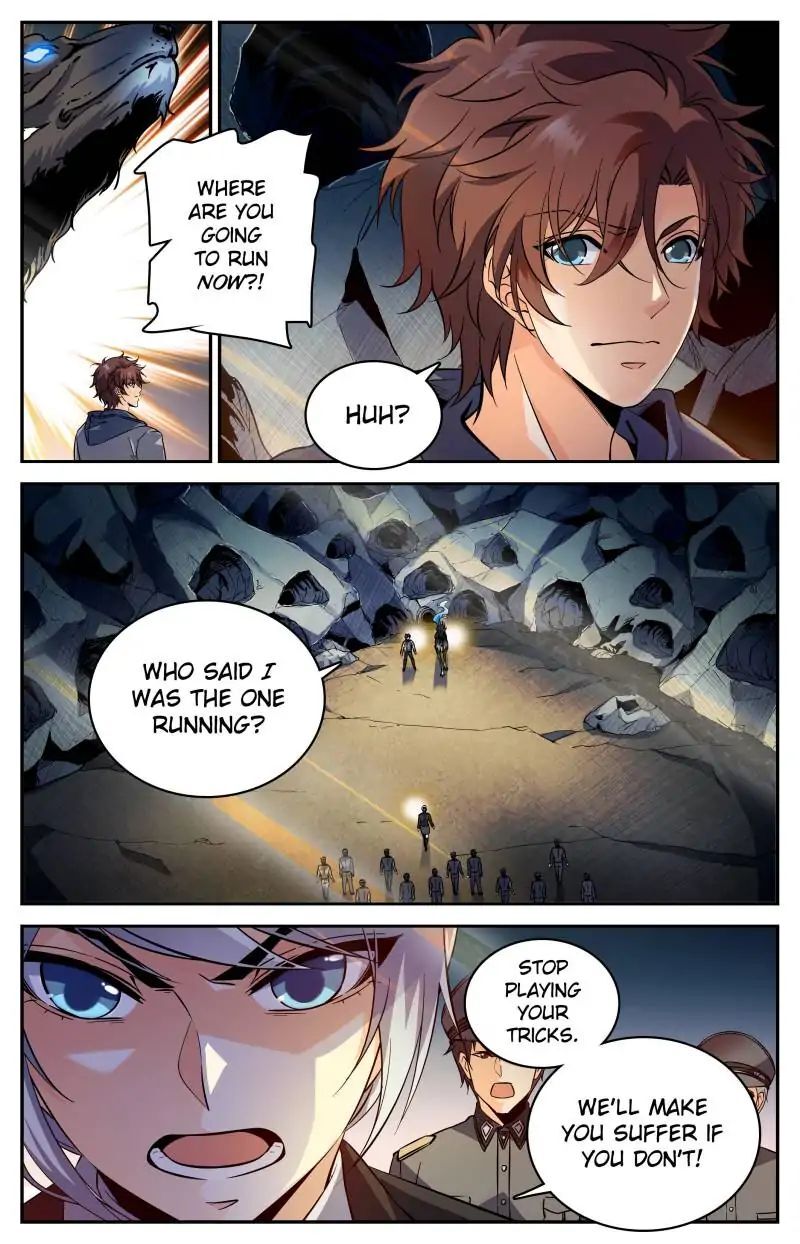 WHERE
ARE YOU
GOING
TO RUN
NOW?!
HUH?
WHO SAID I
WAS THE ONE
RUNNING?
STOP
PLAYING
YOUR
TRICKS.
WE'LL MAKE
YOU SUFFER IF
YOU DON'T!